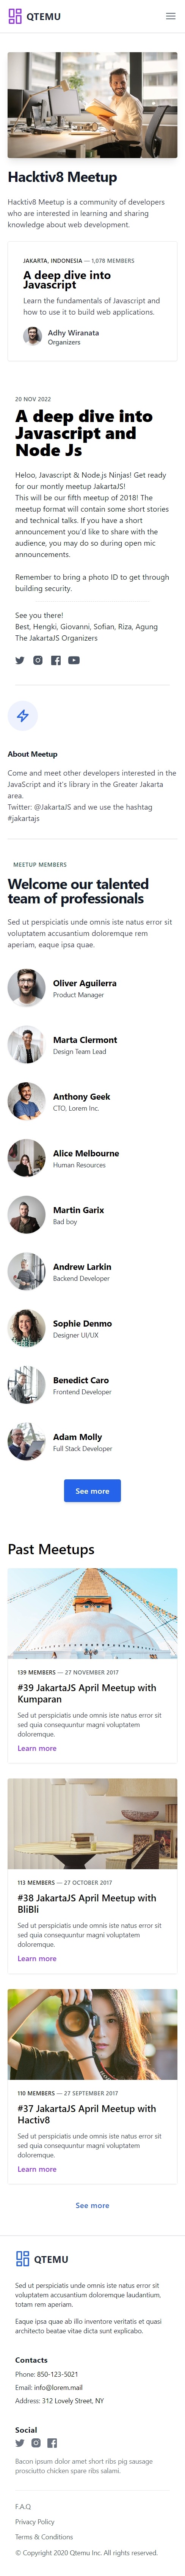 QTEMU
Hacktiv8 Meetup
Hacktiv8 Meetup is a community of developers
who are interested in learning and sharing
knowledge about web development.
JAKARTA, INDONESIA — 1,078 MEMBERS
A deep dive into
Javascript
Learn the fundamentals of Javascript and
how to use it to build web applications.
Adhy Wiranata
Organizers
20 NOV 2022
A deep dive into
Javascript and
Node Js
Heloo, Javascript & Node.js Ninjas! Get ready
for our montly meetup JakartaJS!
This will be our fifth meetup of 2018! The
meetup format will contain some short stories
and technical talks. If you have a short
announcement you'd like to share with the
audience, you may do so during open mic
announcements.
Remember to bring a photo ID to get through
building security.
See you there!
Best, Hengki, Giovanni, Sofian, Riza, Agung
The JakartaJS Organizers
About Meetup
Come and meet other developers interested in the
JavaScript and it's library in the Greater Jakarta
area.
Twitter: @JakartaJS and we use the hashtag
#jakartajs
MEETUP MEMBERS
Welcome our talented
team of professionals
Sed ut perspiciatis unde omnis iste natus error sit
voluptatem accusantium doloremque rem
aperiam, eaque ipsa quae.
Oliver Aguilerra
Product Manager
Marta Clermont
Design Team Lead
Anthony Geek
CTO, Lorem Inc.
Alice Melbourne
Human Resources
Martin Garix
Bad boy
Andrew Larkin
Backend Developer
Sophie Denmo
Designer UI/UX
Benedict Caro
Frontend Developer
Adam Molly
Full Stack Developer
See more
Past Meetups
139 MEMBERS — 27 NOVEMBER 2017
#39 JakartaJS April Meetup with
Kumparan
Sed ut perspiciatis unde omnis iste natus error sit
sed quia consequuntur magni voluptatem
doloremque.
Learn more
113 MEMBERS — 27 OCTOBER 2017
#38 JakartaJS April Meetup with
BliBli
Sed ut perspiciatis unde omnis iste natus error sit
sed quia consequuntur magni voluptatem
doloremque.
Learn more
110 MEMBERS — 27 SEPTEMBER 2017
#37 JakartaJS April Meetup with
Hactiv8
Sed ut perspiciatis unde omnis iste natus error sit
sed quia consequuntur magni voluptatem
doloremque.
Learn more
See more
QTEMU
Sed ut perspiciatis unde omnis iste natus error sit
voluptatem accusantium doloremque laudantium,
totam rem aperiam.
Eaque ipsa quae ab illo inventore veritatis et quasi
architecto beatae vitae dicta sunt explicabo.
Contacts
Phone: 850-123-5021
Email: info@lorem.mail
Address: 312 Lovely Street, NY
Social
Bacon ipsum dolor amet short ribs pig sausage
prosciutto chicken spare ribs salami.
F.A.Q
Privacy Policy
Terms & Conditions
© Copyright 2020 Qtemu Inc. All rights reserved.